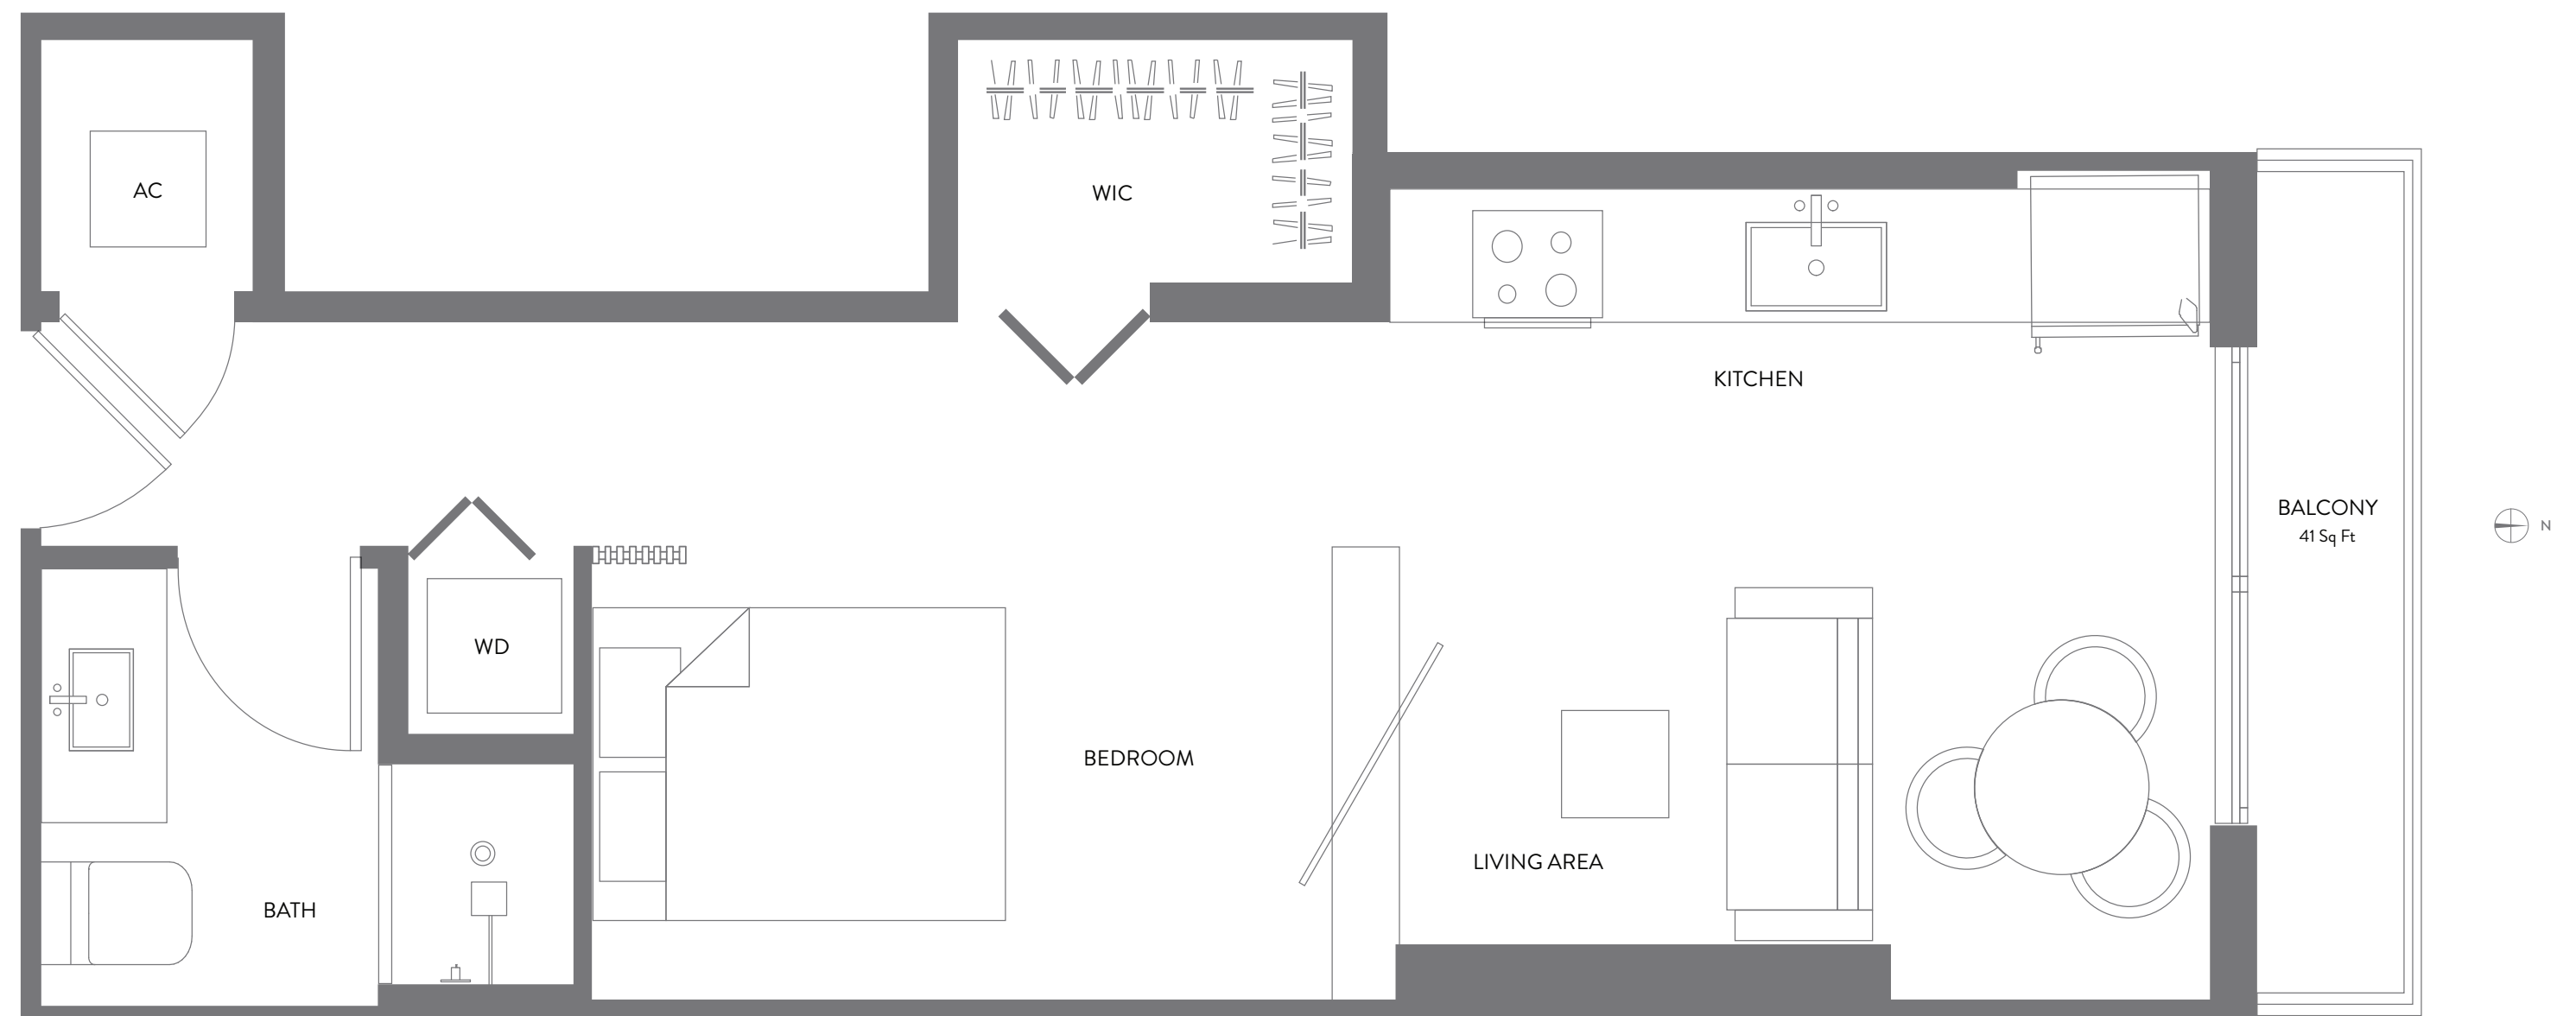 AC
WIC
KITCHEN
BALCONY
41 Sq Ft
N
WD
BEDROOM
LIVING AREA
BATH